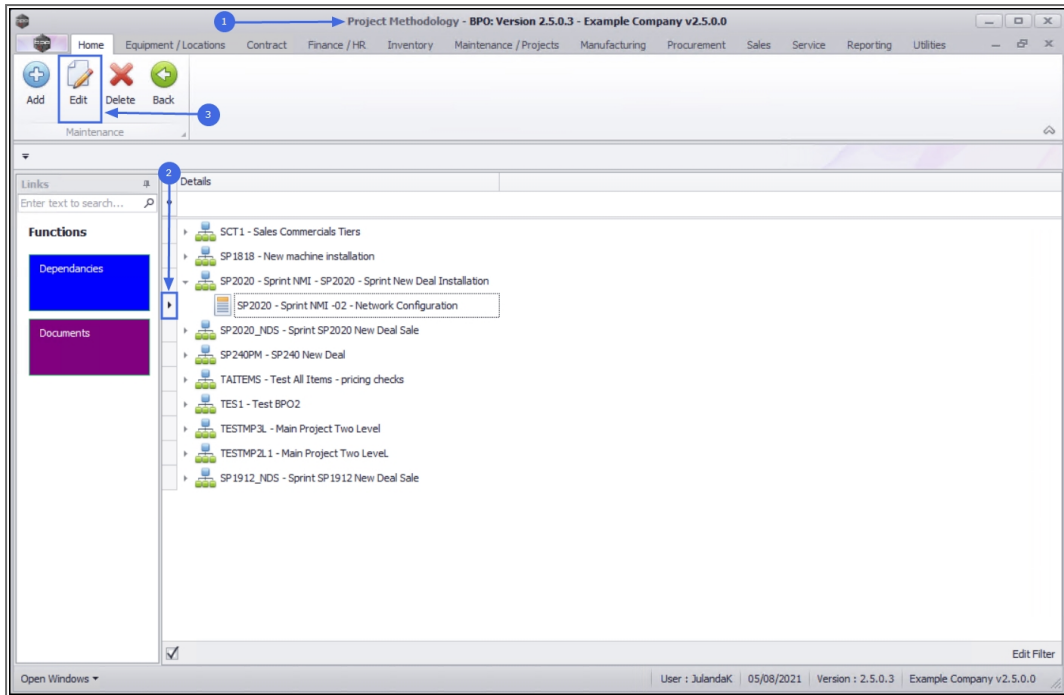 1
Project Methodology - BPO: Version 2.5.0.3 - Example Company v2.5.0.0
Home Equipment / Locations Contract Finance / HR Inventory Maintenance / Projects Manufacturing Procurement Sales Service Reporting Utilities
Add Edit Delete Back
3
Maintenance
2
Links
Details
Enter text to search...
Functions
Dependancies
Documents
SCT1 - Sales Commercials Tiers
SP1818 - New machine installation
SP2020 - Sprint NMI - SP2020 - Sprint New Deal Installation
SP2020 - Sprint NMI -02 - Network Configuration
SP2020_NDS - Sprint SP2020 New Deal Sale
SP240PM - SP240 New Deal
TAITEMS - Test All Items - pricing checks
TES1 - Test BPO2
TESTMP3L - Main Project Two Level
TESTMP2L1 - Main Project Two LeveL
SP1912_NDS - Sprint SP1912 New Deal Sale
Edit Filter
Open Windows
User : JulandaK 05/08/2021 Version : 2.5.0.3 Example Company v2.5.0.0